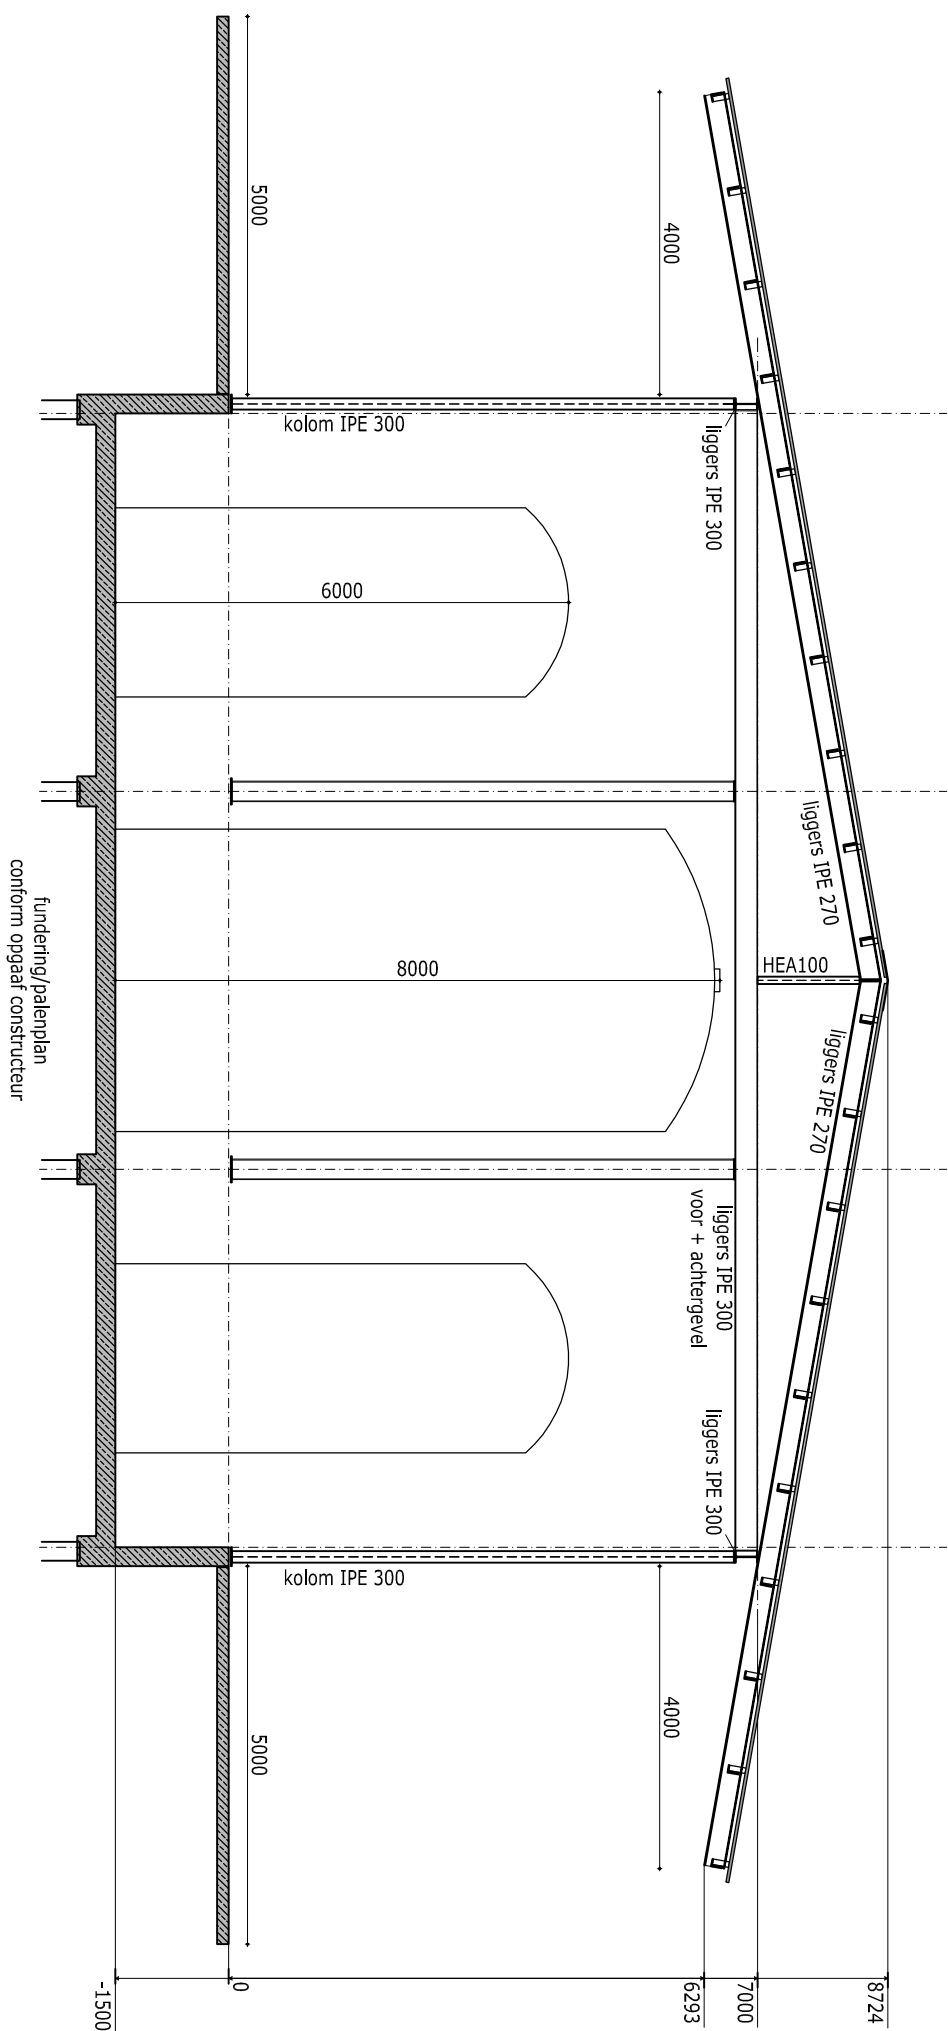 5000
4000
kolom IPE 300
liggers IPE 300
6000
liggers IPE 270
8000
HEA100
liggers IPE 270
fundering/palenplan
conform opgaaf constructeur
liggers IPE 300
voor + achtergevel
liggers IPE 300
kolom IPE 300
4000
5000
8724
7000
6293
0
-1500